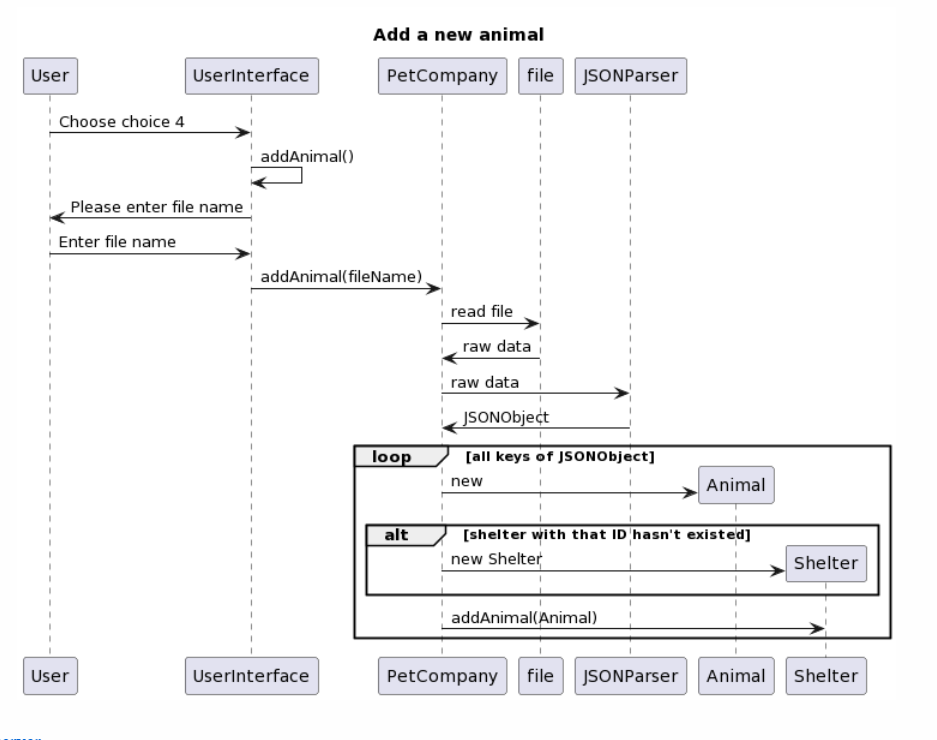 Add a new animal
User UserInterface PetCompany file JSONParser
Choose choice 4
addAnimal()
Please enter file name
Enter file name
addAnimal(fileName)
read file
raw data
raw data
JSONObject
loop [all keys of JSONObject]
new Animal
alt [shelter with that ID hasn't existed]
new Shelter Shelter
addAnimal(Animal)
User UserInterface PetCompany file JSONParser Animal Shelter